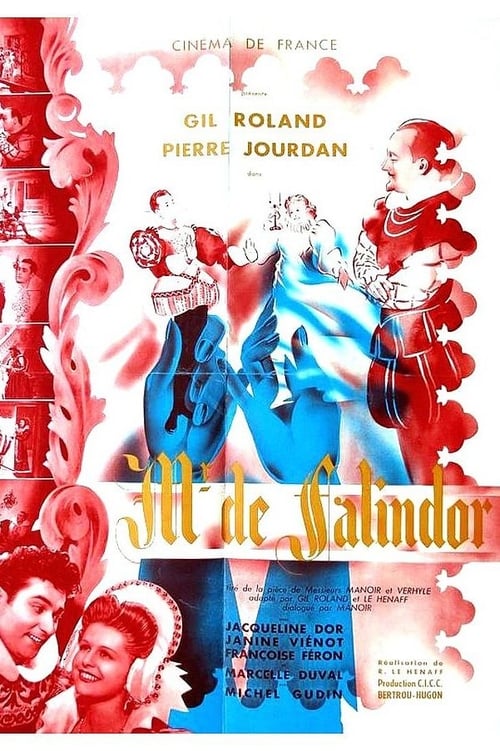 CINÉMA DE FRANCE
présente
GIL ROLAND
PIERRE JOURDAN
dans
Mr. de Falindor
tiré de la pièce de Messieurs MANOIR et VERHYLE
adapté par GIL ROLAND et LE HENAFF
dialogué par MANOIR
avec
JACQUELINE DOR
JANINE VIÉNOT
FRANÇOISE FÉRON
MARCELLE DUVAL
et
MICHEL GUDIN
Réalisation de
R. LE HENAFF
Production C.I.C.C.
BERTROU-HUGON